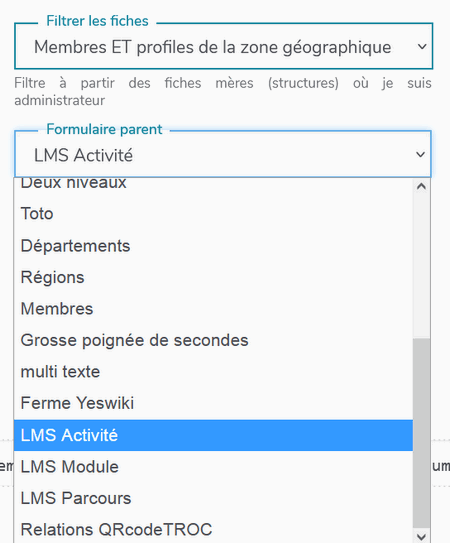 Filtrer les fiches
Membres ET profiles de la zone géographique
Filtre à partir des fiches mères (structures) où je suis
administrateur
Formulaire parent
LMS Activité
Deux niveaux
Toto
Départements
Régions
Membres
Grosse poignée de secondes
multi texte
Ferme Yeswiki
LMS Activité
LMS Module
LMS Parcours
Relations QRcodeTROC